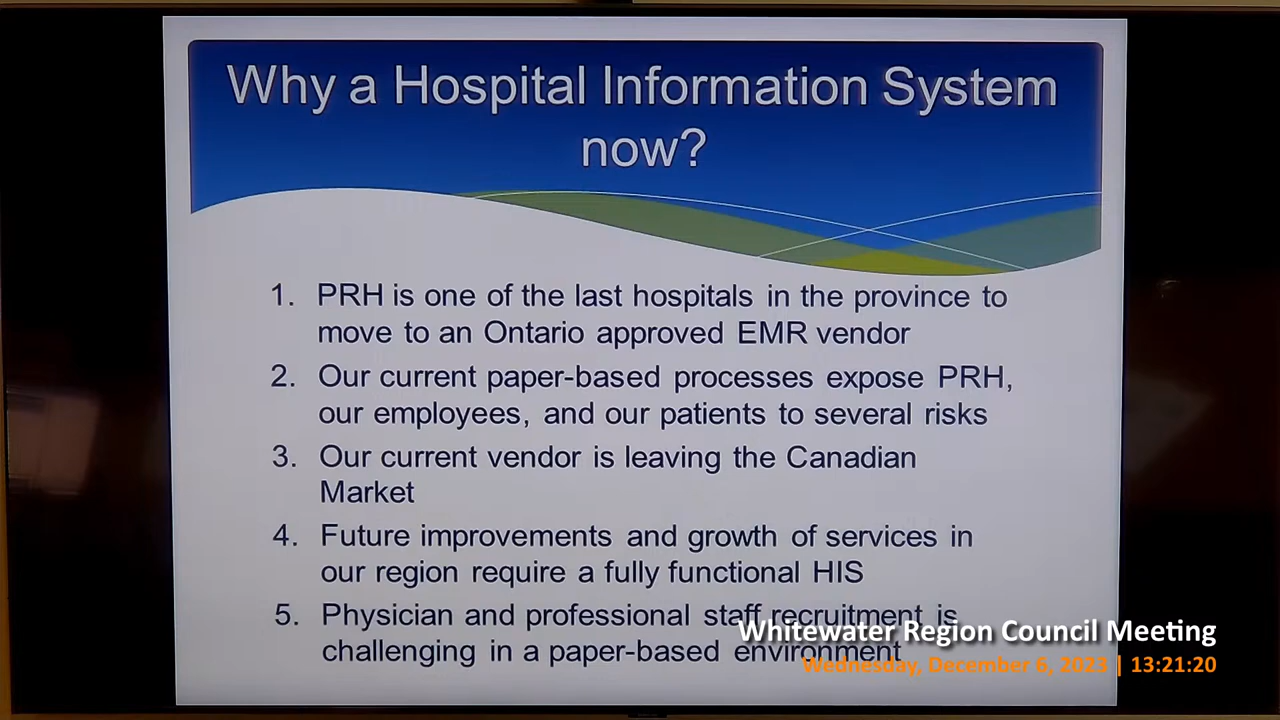 Why a Hospital Information System
now?
1. PRH is one of the last hospitals in the province to
move to an Ontario approved EMR vendor
2. Our current paper-based processes expose PRH,
our employees, and our patients to several risks
3. Our current vendor is leaving the Canadian
Market
4. Future improvements and growth of services in
our region require a fully functional HIS
5. Physician and professional staff recruitment is
challenging in a paper-based environment
Whitewater Region Council Meeting
Wednesday, December 6, 2023 | 13:21:20